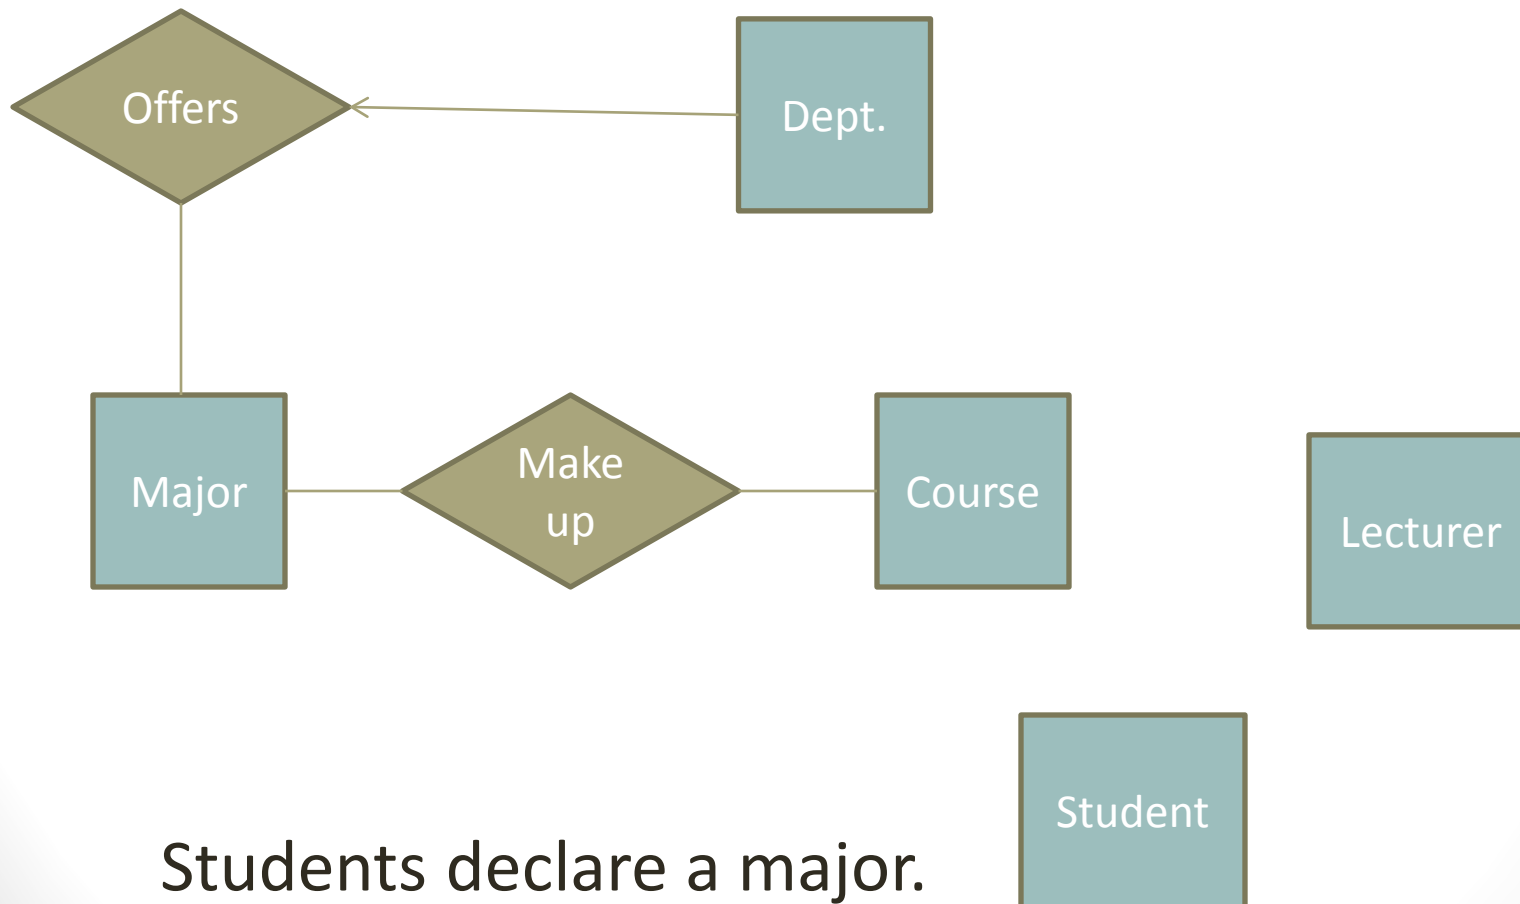 Offers
Dept.
Major
Make
up
Course
Lecturer
Student
Students declare a major.